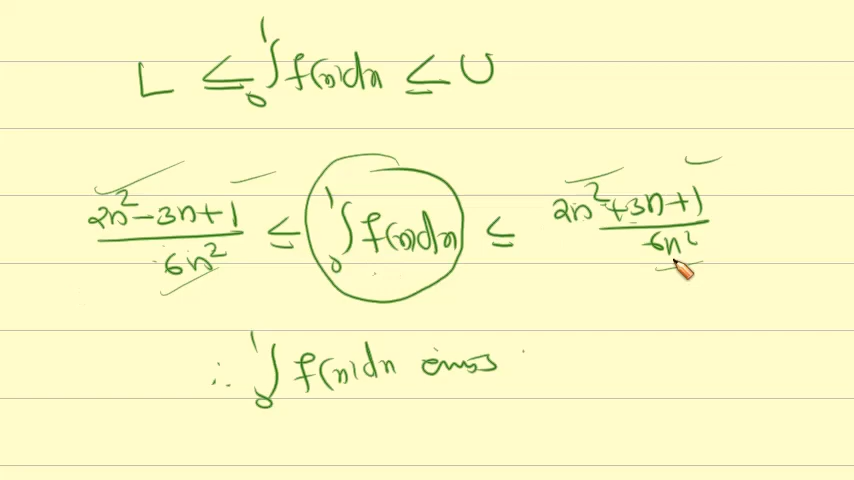 L ≤ ∫₀¹ f(x)dx ≤ U
(2n² - 3n + 1)/(6n²) ≤ ∫₀¹ f(x)dx ≤ (2n² + 3n + 1)/(6n²)
∴ ∫₀¹ f(x)dx